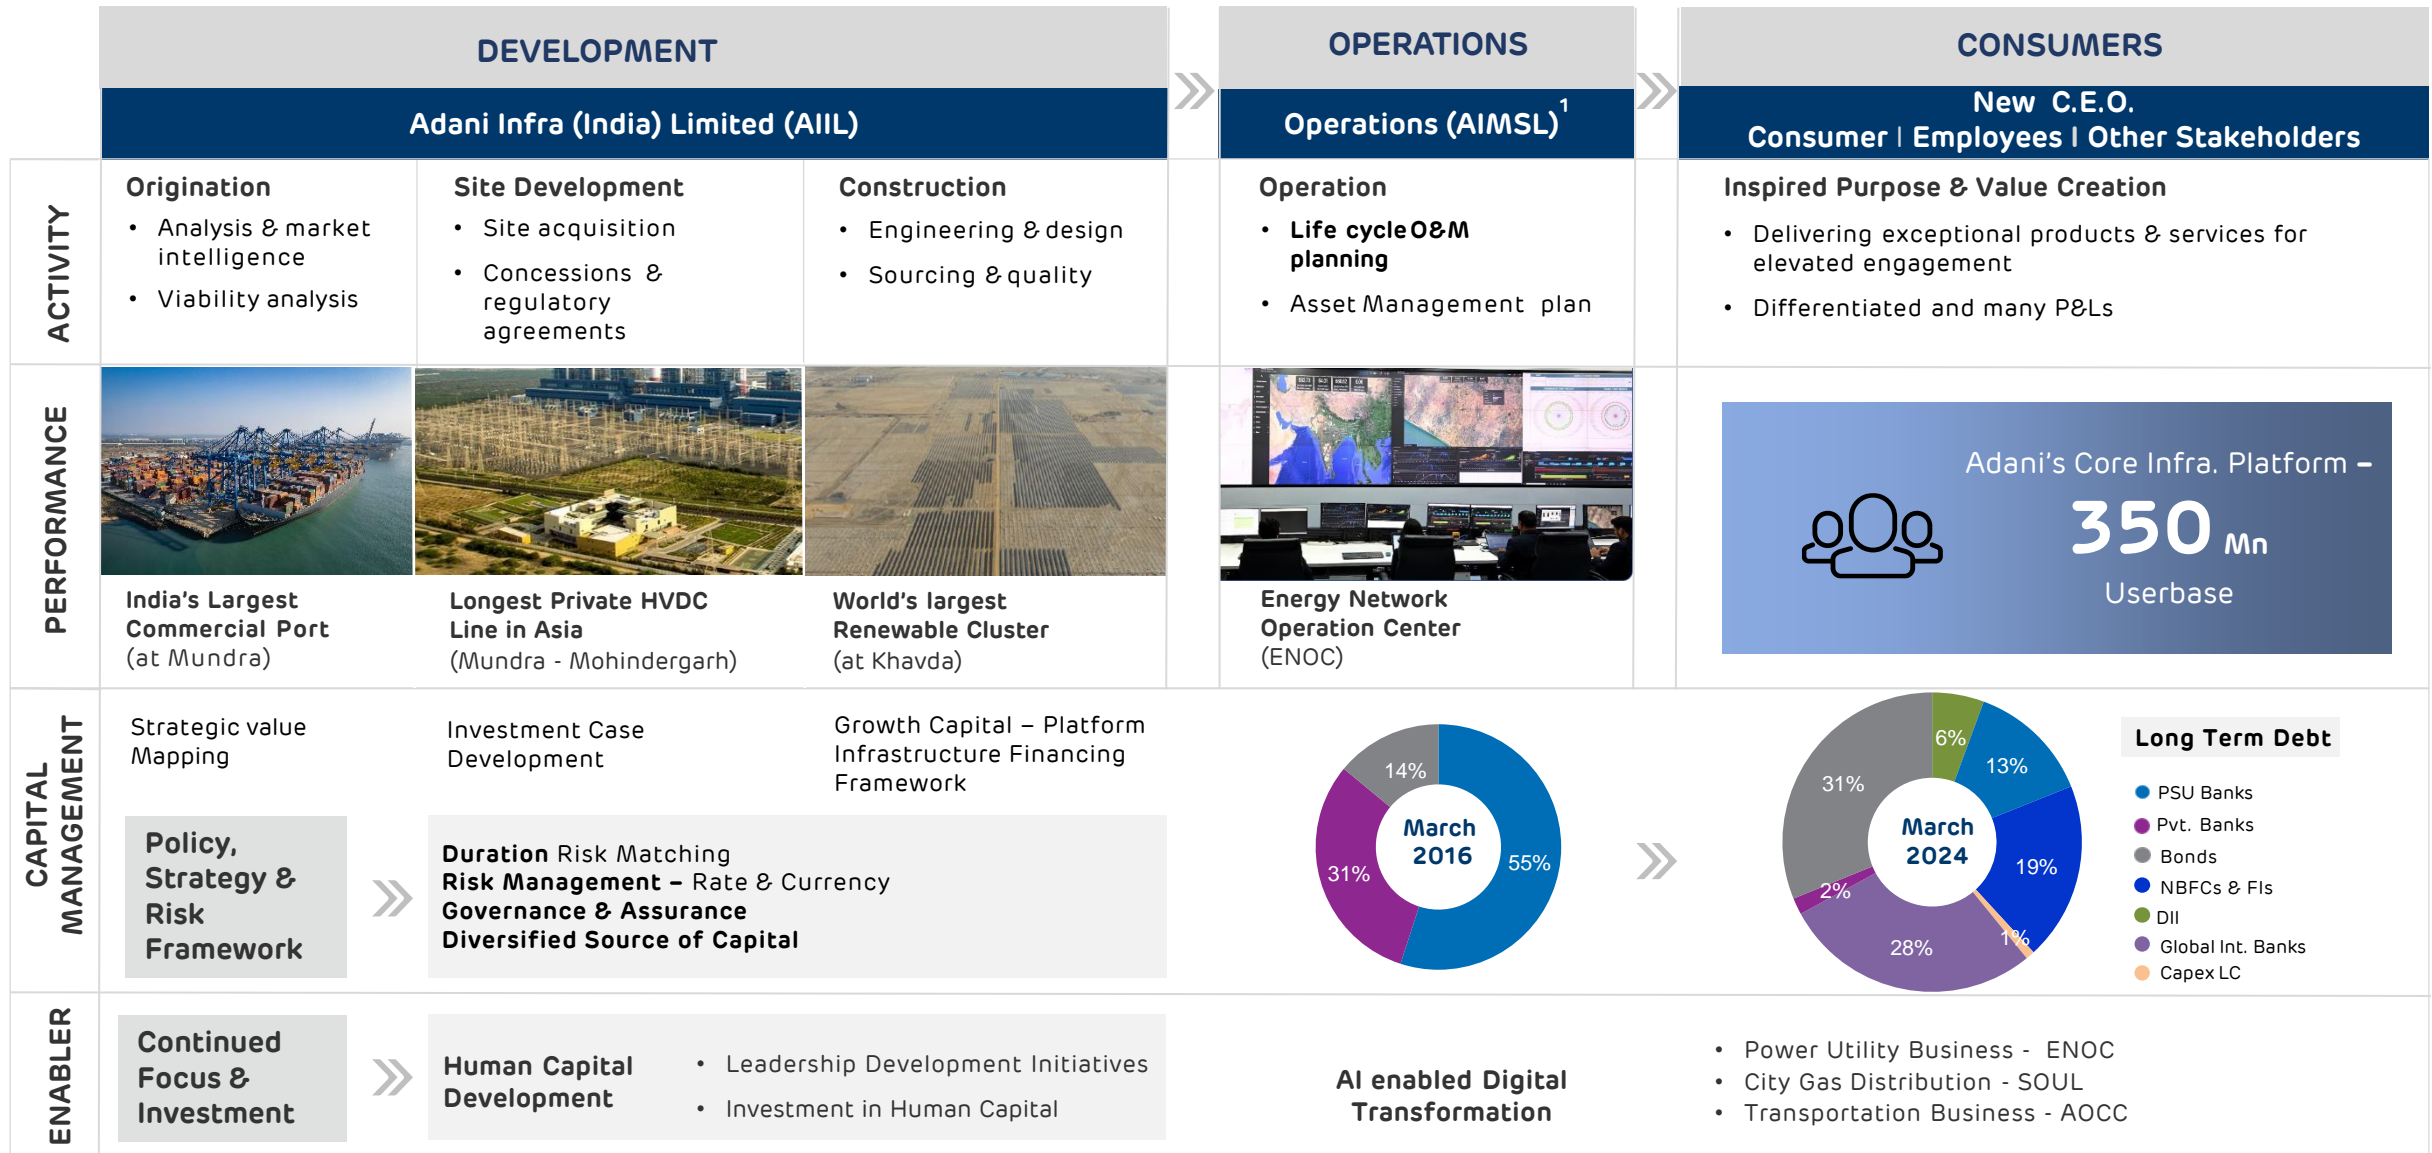 DEVELOPMENT
OPERATIONS
CONSUMERS
Adani Infra (India) Limited (AIIL)
Operations (AIMSL)1
New C.E.O.
Consumer | Employees | Other Stakeholders
ACTIVITY
Origination
• Analysis & market
intelligence
• Viability analysis
Site Development
• Site acquisition
• Concessions &
regulatory
agreements
Construction
• Engineering & design
• Sourcing & quality
Operation
• Life cycle O&M
planning
• Asset Management plan
Inspired Purpose & Value Creation
• Delivering exceptional products & services for
elevated engagement
• Differentiated and many P&Ls
PERFORMANCE
India's Largest
Commercial Port
(at Mundra)
Longest Private HVDC
Line in Asia
(Mundra - Mohindergarh)
World's largest
Renewable Cluster
(at Khavda)
Energy Network
Operation Center
(ENOC)
Adani's Core Infra. Platform –
350 Mn
Userbase
CAPITAL
MANAGEMENT
Strategic value
Mapping
Investment Case
Development
Growth Capital – Platform
Infrastructure Financing
Framework
Policy,
Strategy &
Risk
Framework
Duration Risk Matching
Risk Management – Rate & Currency
Governance & Assurance
Diversified Source of Capital
14%
31%
55%
March
2016
6%
13%
31%
19%
2%
28%
1%
March
2024
Long Term Debt
PSU Banks
Pvt. Banks
Bonds
NBFCs & FIs
DII
Global Int. Banks
Capex LC
ENABLER
Continued
Focus &
Investment
Human Capital
Development
• Leadership Development Initiatives
• Investment in Human Capital
AI enabled Digital
Transformation
• Power Utility Business - ENOC
• City Gas Distribution - SOUL
• Transportation Business - AOCC